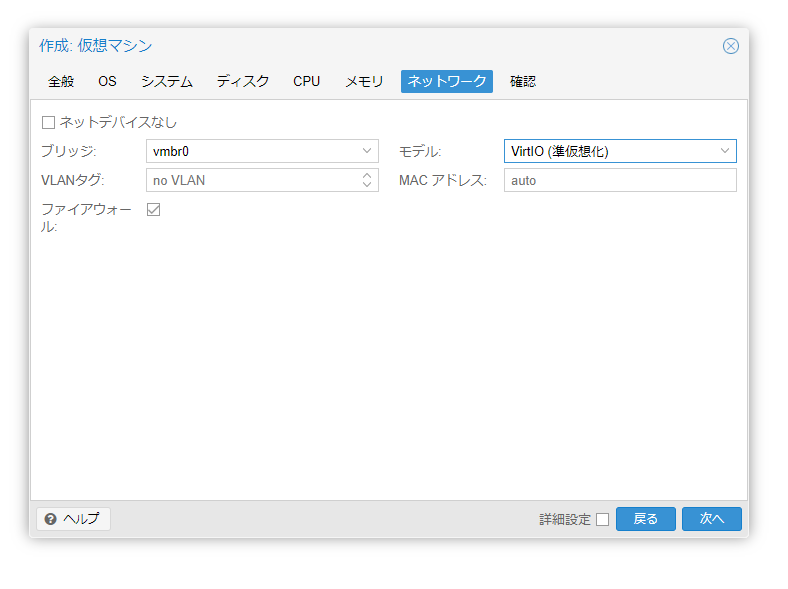 作成: 仮想マシン
全般 OS システム ディスク CPU メモリ ネットワーク 確認
ネットデバイスなし
ブリッジ: vmbr0 モデル: VirtIO (準仮想化)
VLANタグ: no VLAN MAC アドレス: auto
ファイアウォー
ル:
ヘルプ 詳細設定 戻る 次へ